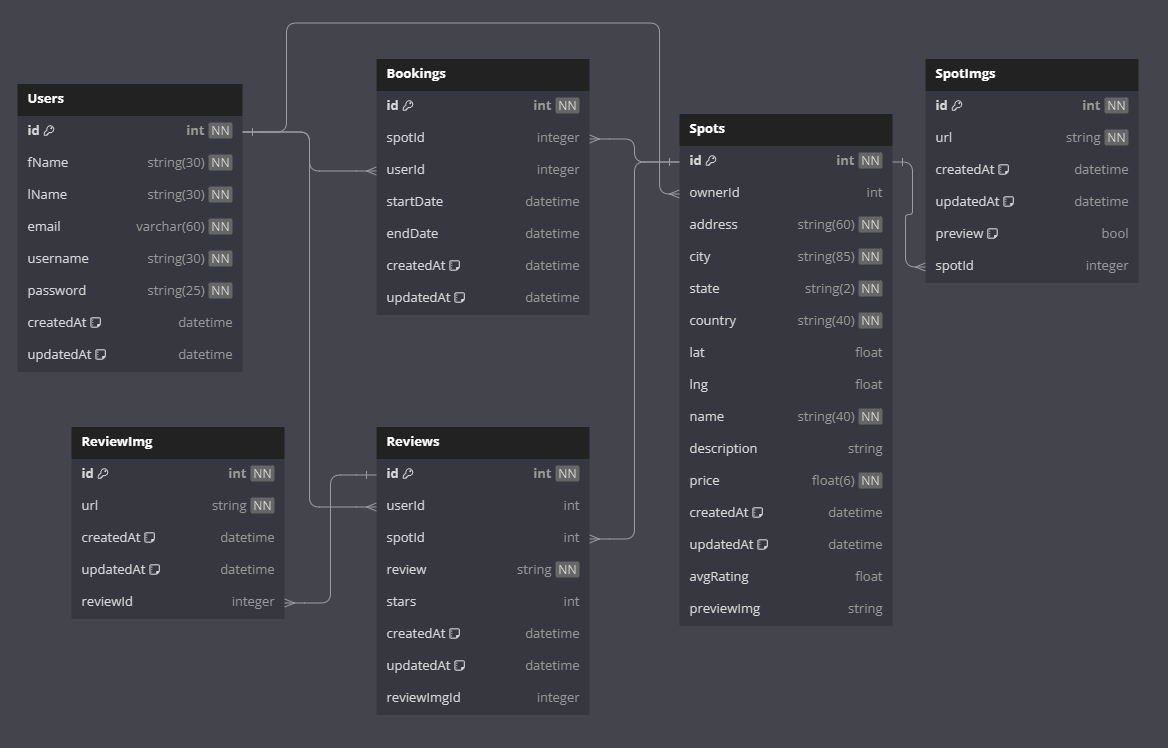 Users
id int NN
fName string(30) NN
lName string(30) NN
email varchar(60) NN
username string(30) NN
password string(25) NN
createdAt datetime
updatedAt datetime
Bookings
id int NN
spotId integer
userId integer
startDate datetime
endDate datetime
createdAt datetime
updatedAt datetime
Spots
id int NN
ownerId int
address string(60) NN
city string(85) NN
state string(2) NN
country string(40) NN
lat float
lng float
name string(40) NN
description string
price float(6) NN
createdAt datetime
updatedAt datetime
avgRating float
previewImg string
SpotImgs
id int NN
url string NN
createdAt datetime
updatedAt datetime
preview bool
spotId integer
ReviewImg
id int NN
url string NN
createdAt datetime
updatedAt datetime
reviewId integer
Reviews
id int NN
userId int
spotId int
review string NN
stars int
createdAt datetime
updatedAt datetime
reviewImgId integer